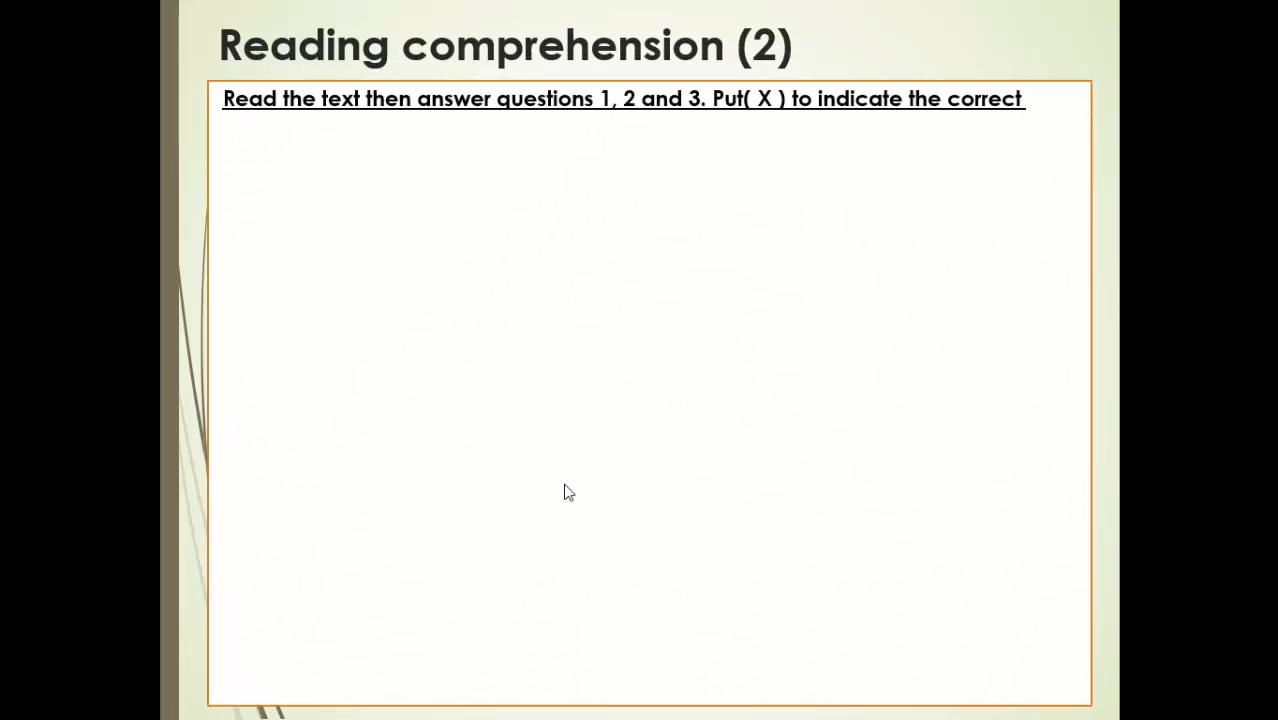 Reading comprehension (2)
Read the text then answer questions 1, 2 and 3. Put( X ) to indicate the correct